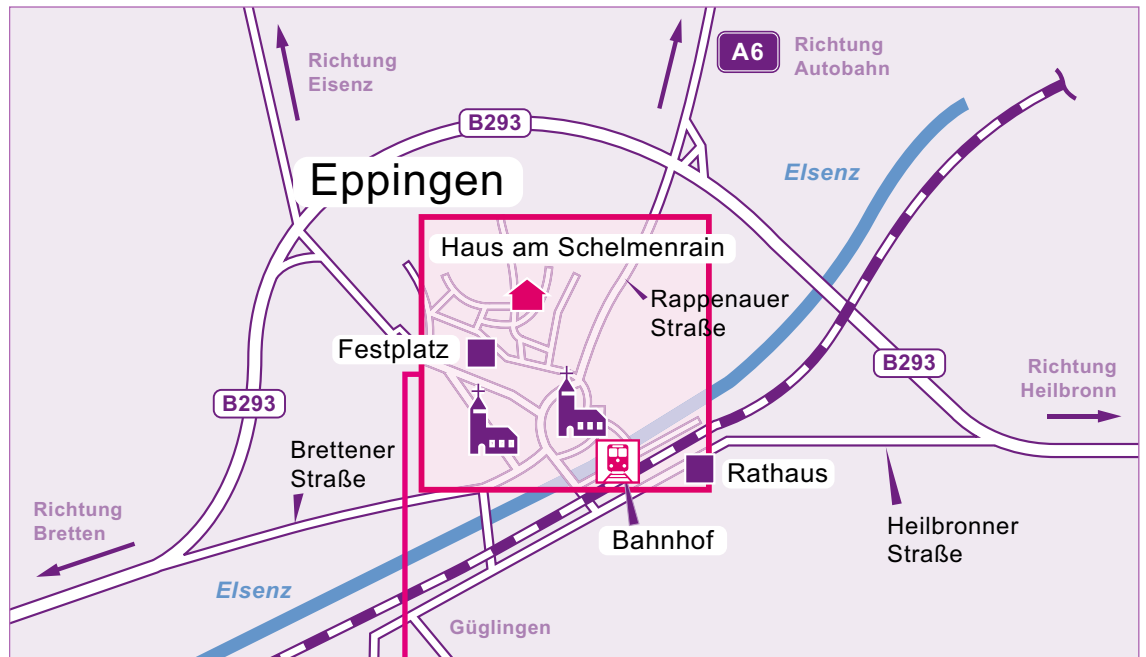 Richtung
Eisenz
A6
Richtung
Autobahn
B293
Eppingen
Elsenz
Haus am Schelmenrain
Rappenauer
Straße
Festplatz
B293
Richtung
Heilbronn
B293
Brettener
Straße
Rathaus
Richtung
Bretten
Bahnhof
Heilbronner
Straße
Elsenz
Güglingen